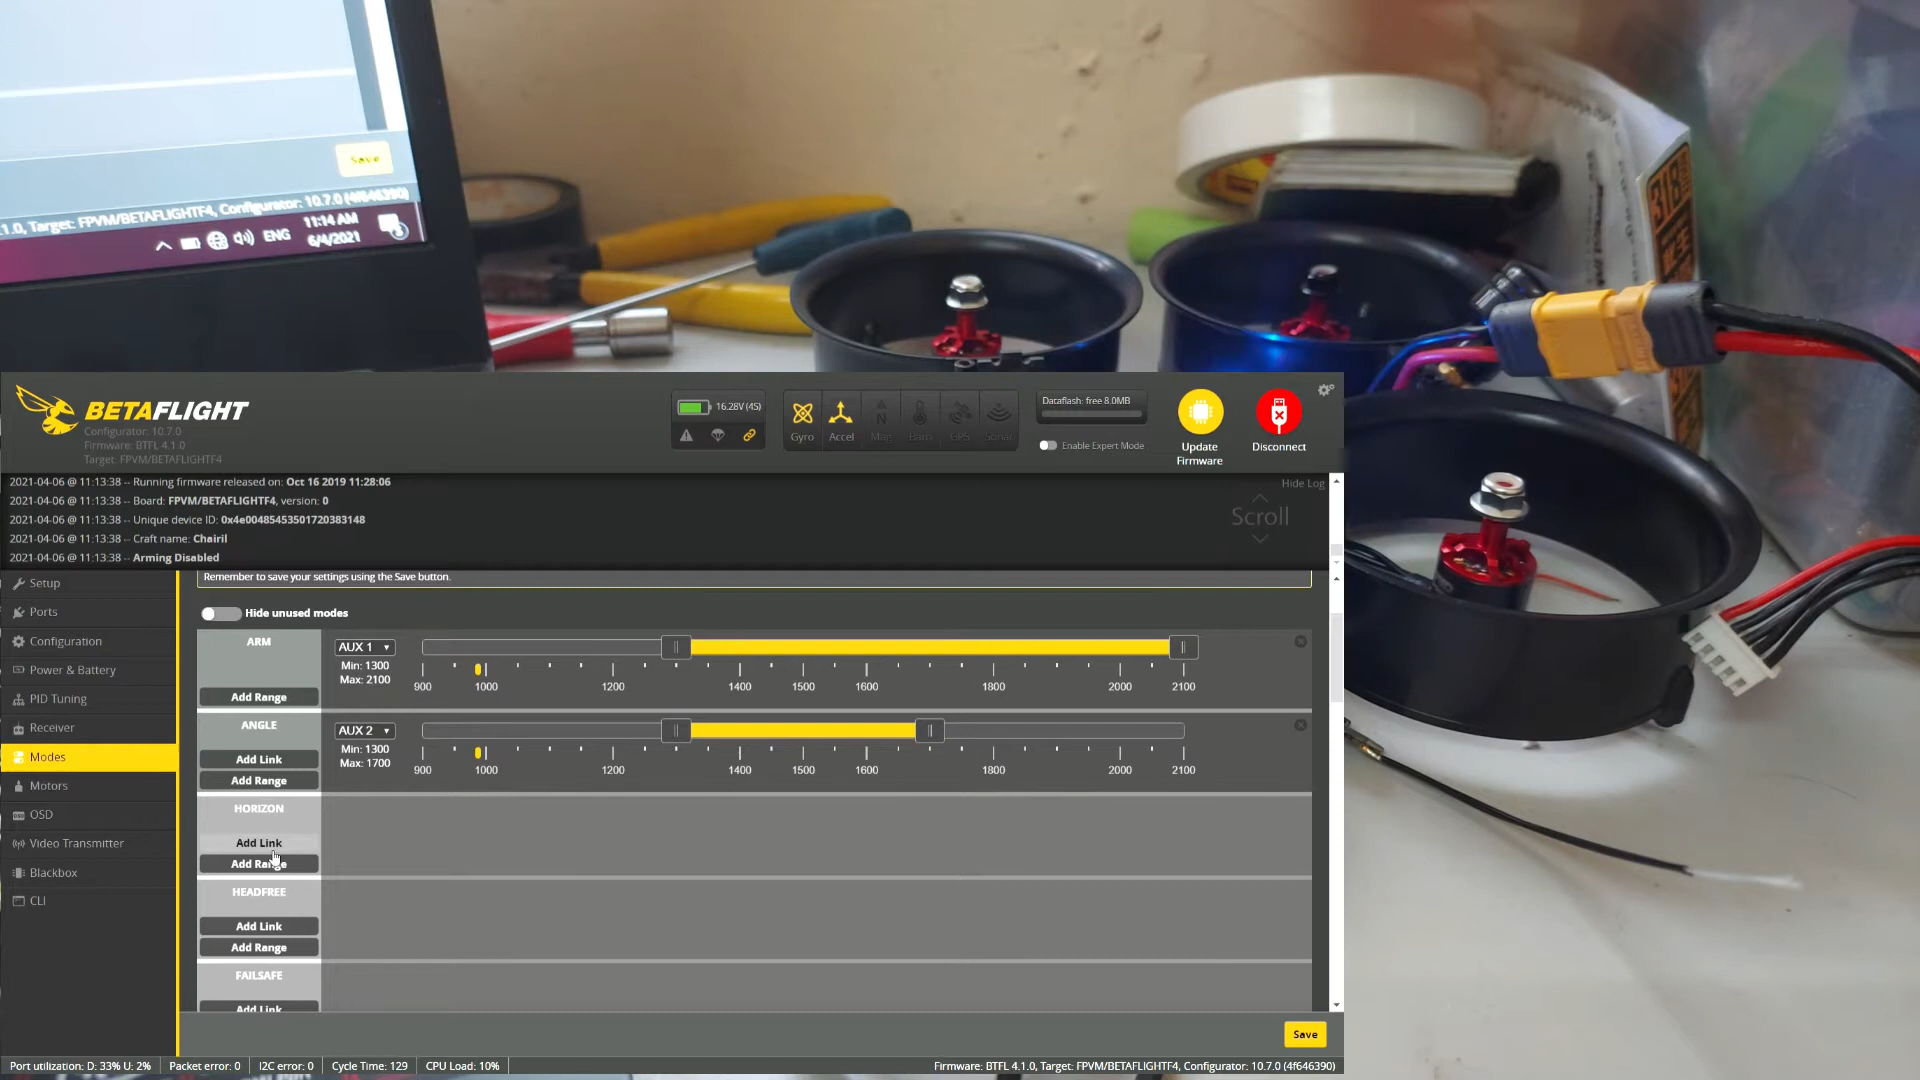 Save
.1.0, Target: FPVM/BETAFLIGHTF4, Configurator: 10.7.0 (4f646390)
11:14 AM
ENG
6/4/2021
318
BETAFLIGHT
Configurator: 10.7.0
Firmware: BTFL 4.1.0
Target: FPVM/BETAFLIGHTF4
16.28V (4S)
Gyro
Accel
Mag
Baro
GPS
Sonar
Dataflash: free 8.0MB
Enable Expert Mode
Update
Firmware
Disconnect
2021-04-06 @ 11:13:38 -- Running firmware released on: Oct 16 2019 11:28:06
2021-04-06 @ 11:13:38 -- Board: FPVM/BETAFLIGHTF4, version: 0
2021-04-06 @ 11:13:38 -- Unique device ID: 0x4e00485453501720383148
2021-04-06 @ 11:13:38 -- Craft name: Chairil
2021-04-06 @ 11:13:38 -- Arming Disabled
Hide Log
Scroll
Setup
Ports
Configuration
Power & Battery
PID Tuning
Receiver
Modes
Motors
OSD
Video Transmitter
Blackbox
CLI
Remember to save your settings using the Save button.
Hide unused modes
ARM
Add Range
AUX 1
Min: 1300
Max: 2100
900 1000 1200 1400 1500 1600 1800 2000 2100
ANGLE
Add Link
Add Range
AUX 2
Min: 1300
Max: 1700
900 1000 1200 1400 1500 1600 1800 2000 2100
HORIZON
Add Link
Add Range
HEADFREE
Add Link
Add Range
FAILSAFE
Add Link
Save
Port utilization: D: 33% U: 2%
Packet error: 0
I2C error: 0
Cycle Time: 129
CPU Load: 10%
Firmware: BTFL 4.1.0, Target: FPVM/BETAFLIGHTF4, Configurator: 10.7.0 (4f646390)